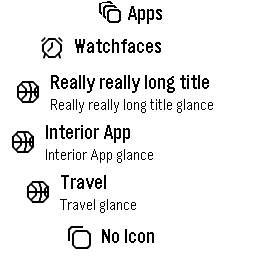 Apps
Watchfaces
Really really long title
Really really long title glance
Interior App
Interior App glance
Travel
Travel glance
No Icon